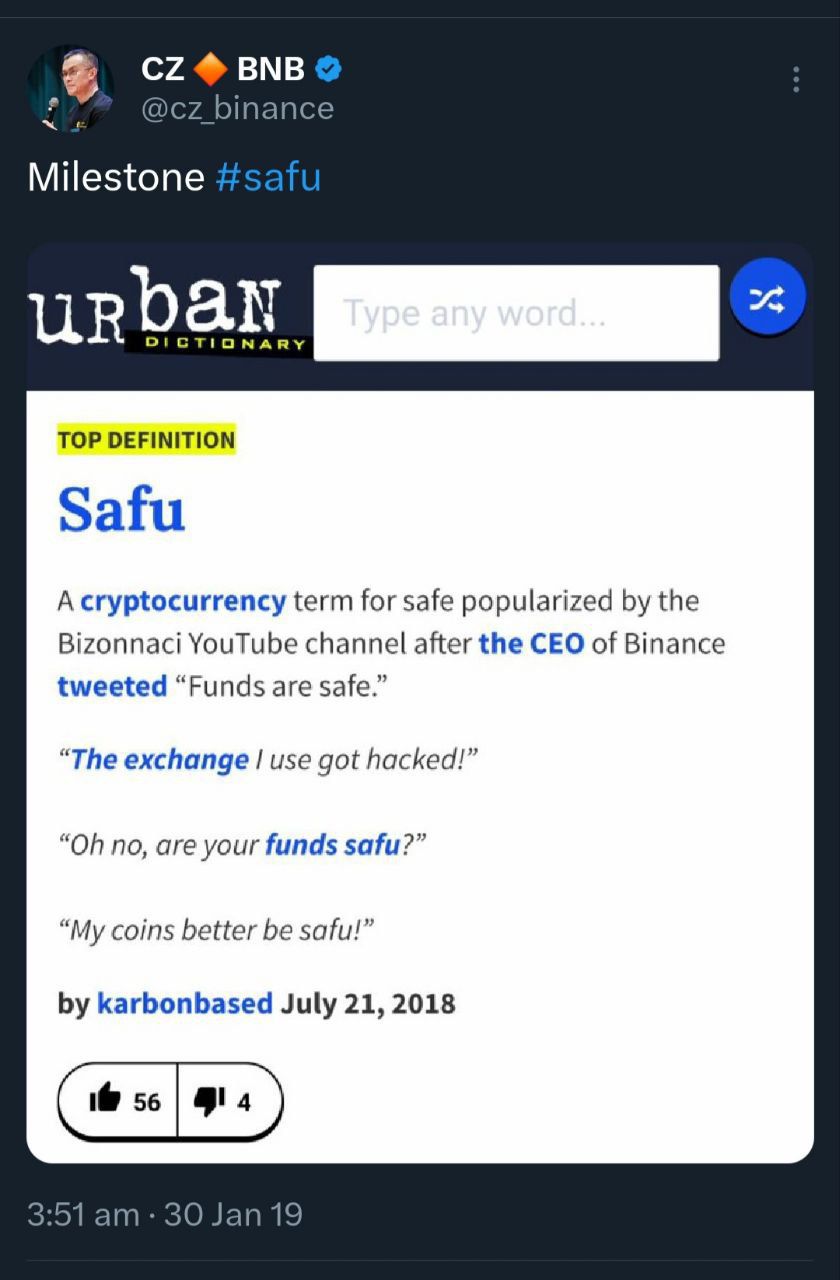 CZ 🔶 BNB
@cz_binance
Milestone #safu
urban
DICTIONARY
Type any word...
TOP DEFINITION
Safu
A cryptocurrency term for safe popularized by the
Bizonnaci YouTube channel after the CEO of Binance
tweeted “Funds are safe.”
“The exchange I use got hacked!”
“Oh no, are your funds safu?”
“My coins better be safu!”
by karbonbased July 21, 2018
56
4
3:51 am · 30 Jan 19